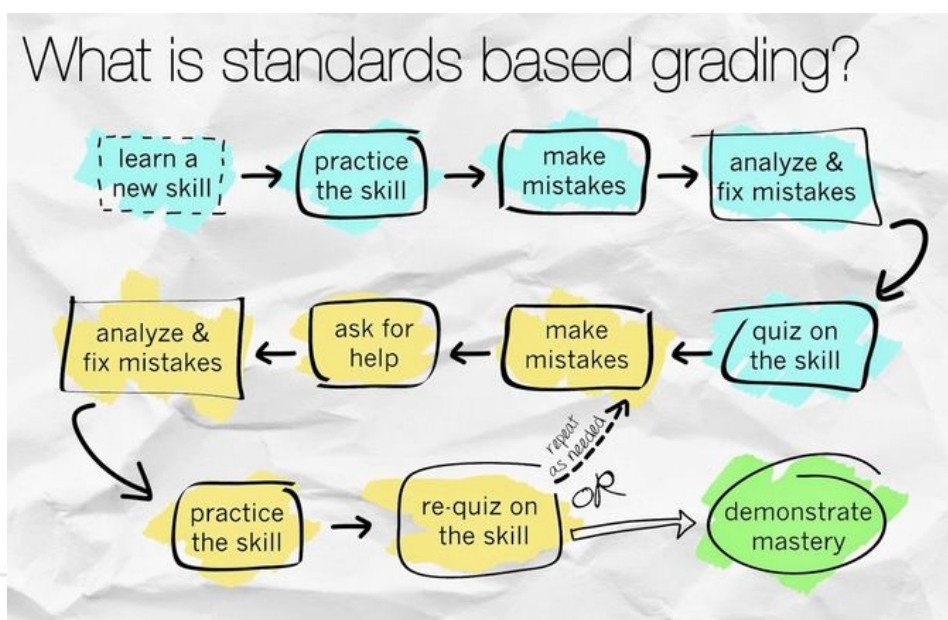 What is standards based grading?
learn a
new skill
practice
the skill
make
mistakes
analyze &
fix mistakes
quiz on
the skill
make
mistakes
ask for
help
analyze &
fix mistakes
practice
the skill
re-quiz on
the skill
repeat
as needed
OR
demonstrate
mastery